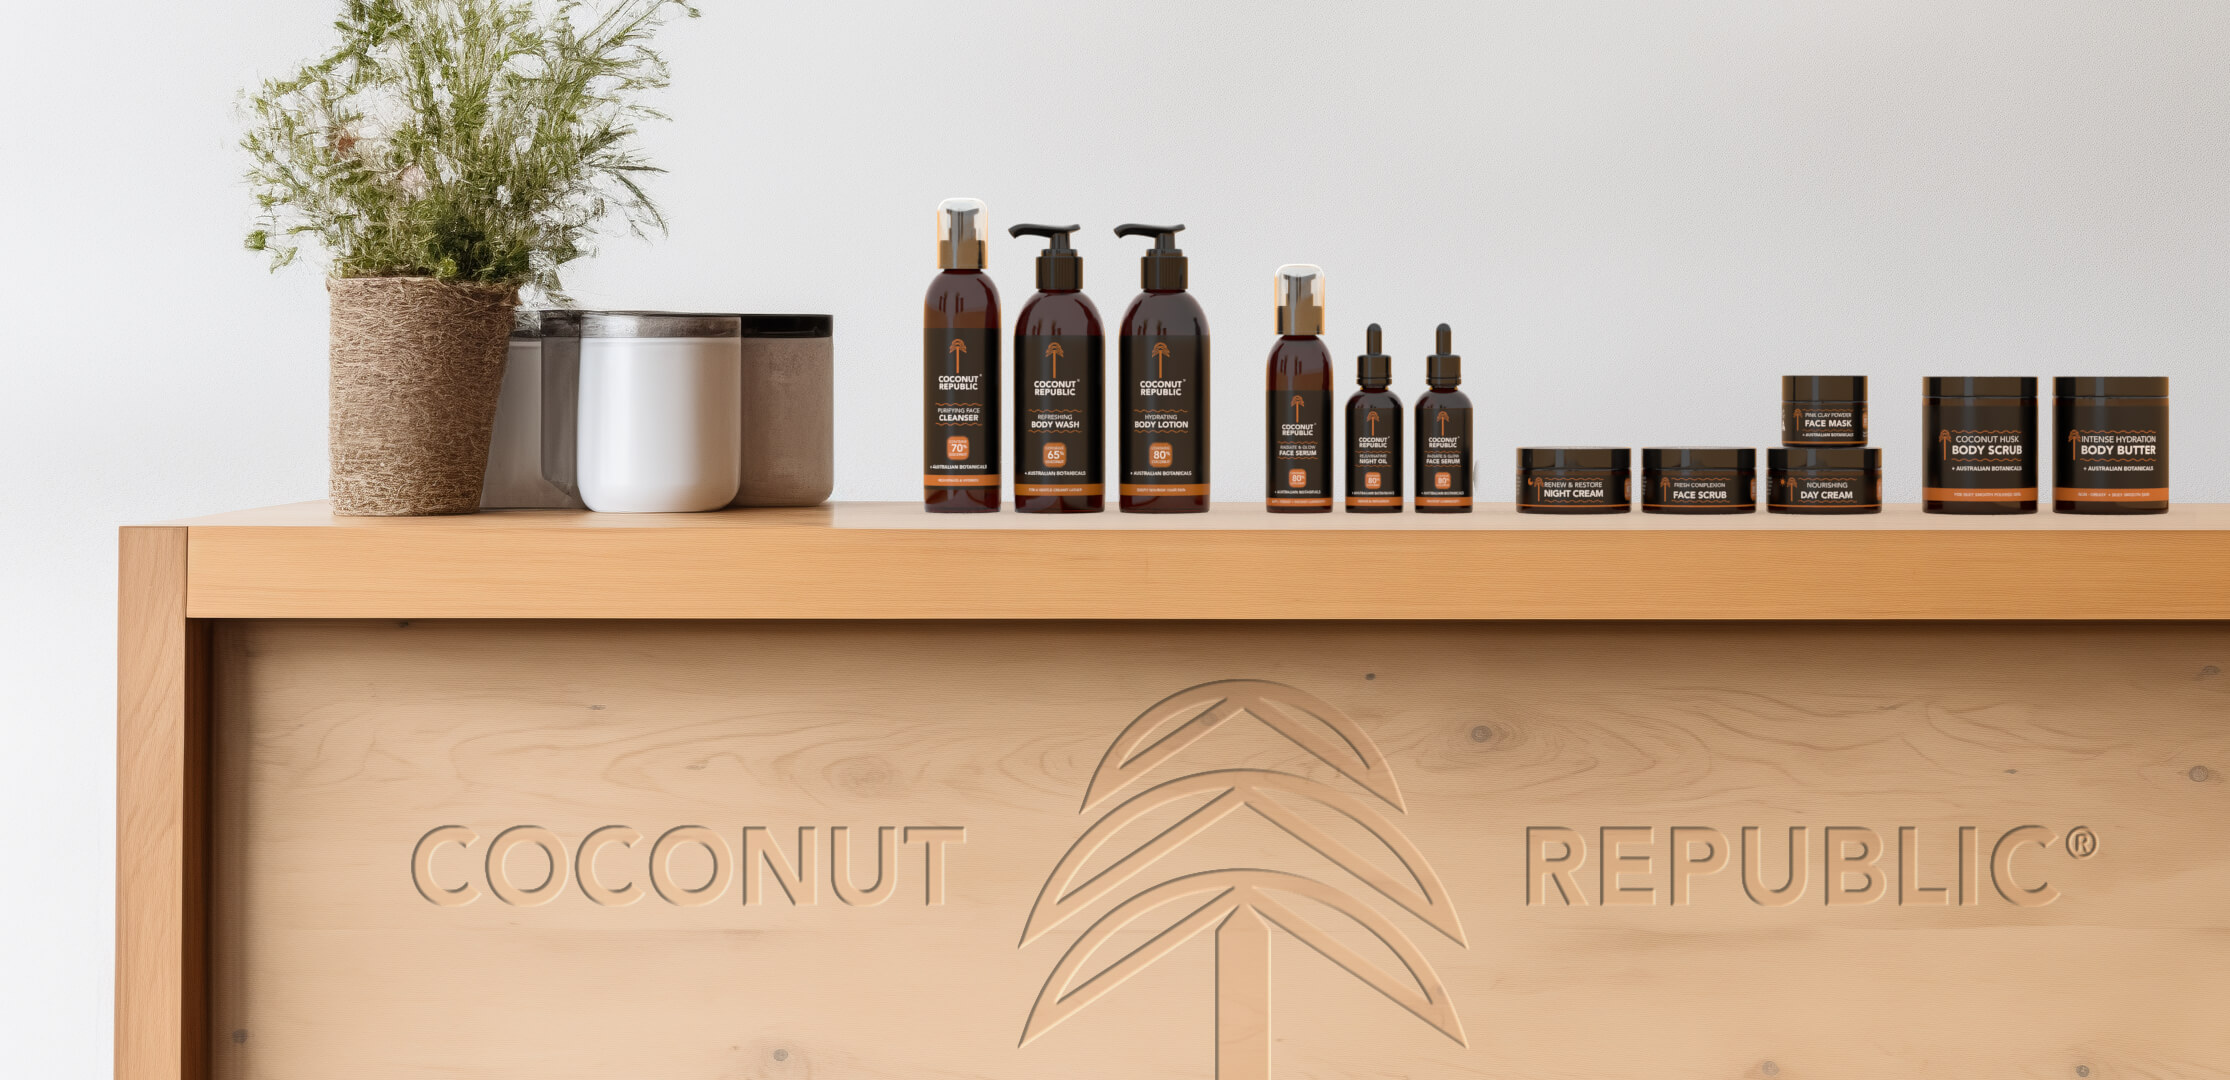 COCONUT
REPUBLIC
PURIFYING FACE
CLEANSER
70%
+ AUSTRALIAN BOTANICALS
COCONUT
REPUBLIC
REFRESHING
BODY WASH
65%
+ AUSTRALIAN BOTANICALS
COCONUT
REPUBLIC
HYDRATING
BODY LOTION
80%
+ AUSTRALIAN BOTANICALS
COCONUT
REPUBLIC
RADIATE & GLOW
FACE SERUM
80%
+ AUSTRALIAN BOTANICALS
COCONUT
REPUBLIC
NIGHT OIL
80%
+ AUSTRALIAN BOTANICALS
COCONUT
REPUBLIC
RADIATE & GLOW
FACE SERUM
80%
+ AUSTRALIAN BOTANICALS
RENEW & RESTORE
NIGHT CREAM
FRESH COMPLEXION
FACE SCRUB
PINK CLAY POWDER
FACE MASK
+ AUSTRALIAN BOTANICALS
NOURISHING
DAY CREAM
COCONUT HUSK
BODY SCRUB
+ AUSTRALIAN BOTANICALS
INTENSE HYDRATION
BODY BUTTER
+ AUSTRALIAN BOTANICALS
COCONUT REPUBLIC®